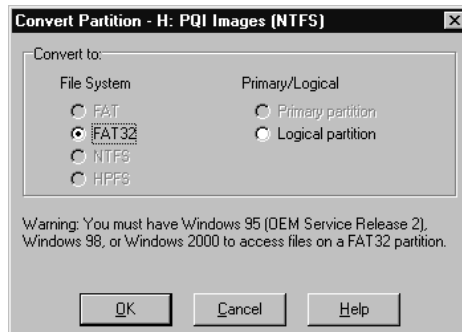 Convert Partition - H: PQI Images (NTFS)
Convert to:
File System
FAT
FAT32
NTFS
HPFS
Primary/Logical
Primary partition
Logical partition
Warning: You must have Windows 95 (OEM Service Release 2),
Windows 98, or Windows 2000 to access files on a FAT32 partition.
OK
Cancel
Help